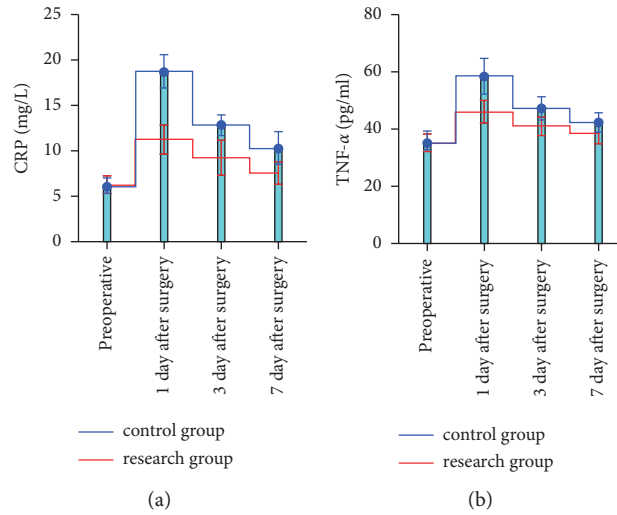 25
20
15
10
5
0
CRP (mg/L)
Preoperative
1 day after surgery
3 day after surgery
7 day after surgery
control group
research group
(a)
80
60
40
20
0
TNF-α (pg/ml)
Preoperative
1 day after surgery
3 day after surgery
7 day after surgery
control group
research group
(b)